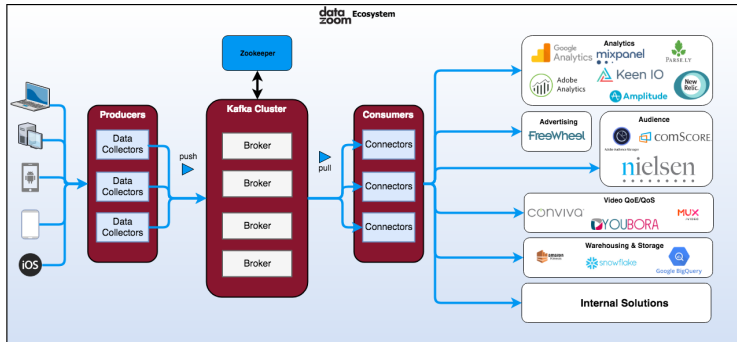 data
zoom Ecosystem
Zookeeper
Producers
Data
Collectors
Data
Collectors
Data
Collectors
iOS
push
Kafka Cluster
Broker
Broker
Broker
Broker
pull
Consumers
Connectors
Connectors
Connectors
Analytics
Google
Analytics
mixpanel
PARSE.LY
Adobe
Analytics
Keen IO
Amplitude
New
Relic
Advertising
FreeWheel
Audience
comSCORE
nielsen
Video QoE/QoS
CONVIVA
YOUBORA
MUX
Warehousing & Storage
amazon
snowflake
Google BigQuery
Internal Solutions